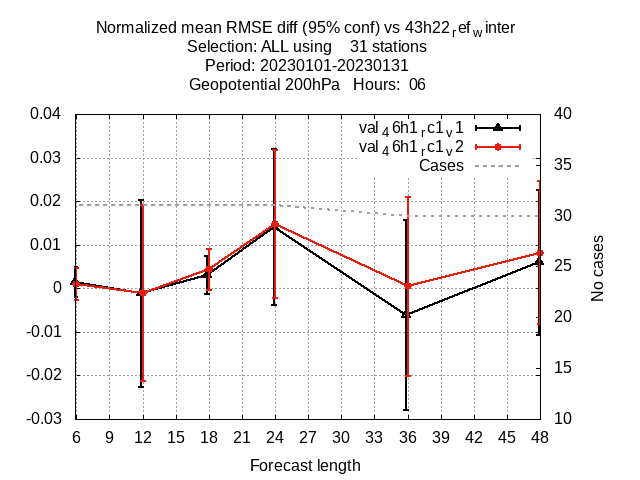 Normalized mean RMSE diff (95% conf) vs 43h22refwinter
Selection: ALL using    31 stations
Period: 20230101-20230131
Geopotential 200hPa   Hours:  06
0.04
0.03
0.02
0.01
0
-0.01
-0.02
-0.03
40
35
30
25
20
15
10
val46h1rc1v1
val46h1rc1v2
Cases
No cases
6 9 12 15 18 21 24 27 30 33 36 39 42 45 48
Forecast length